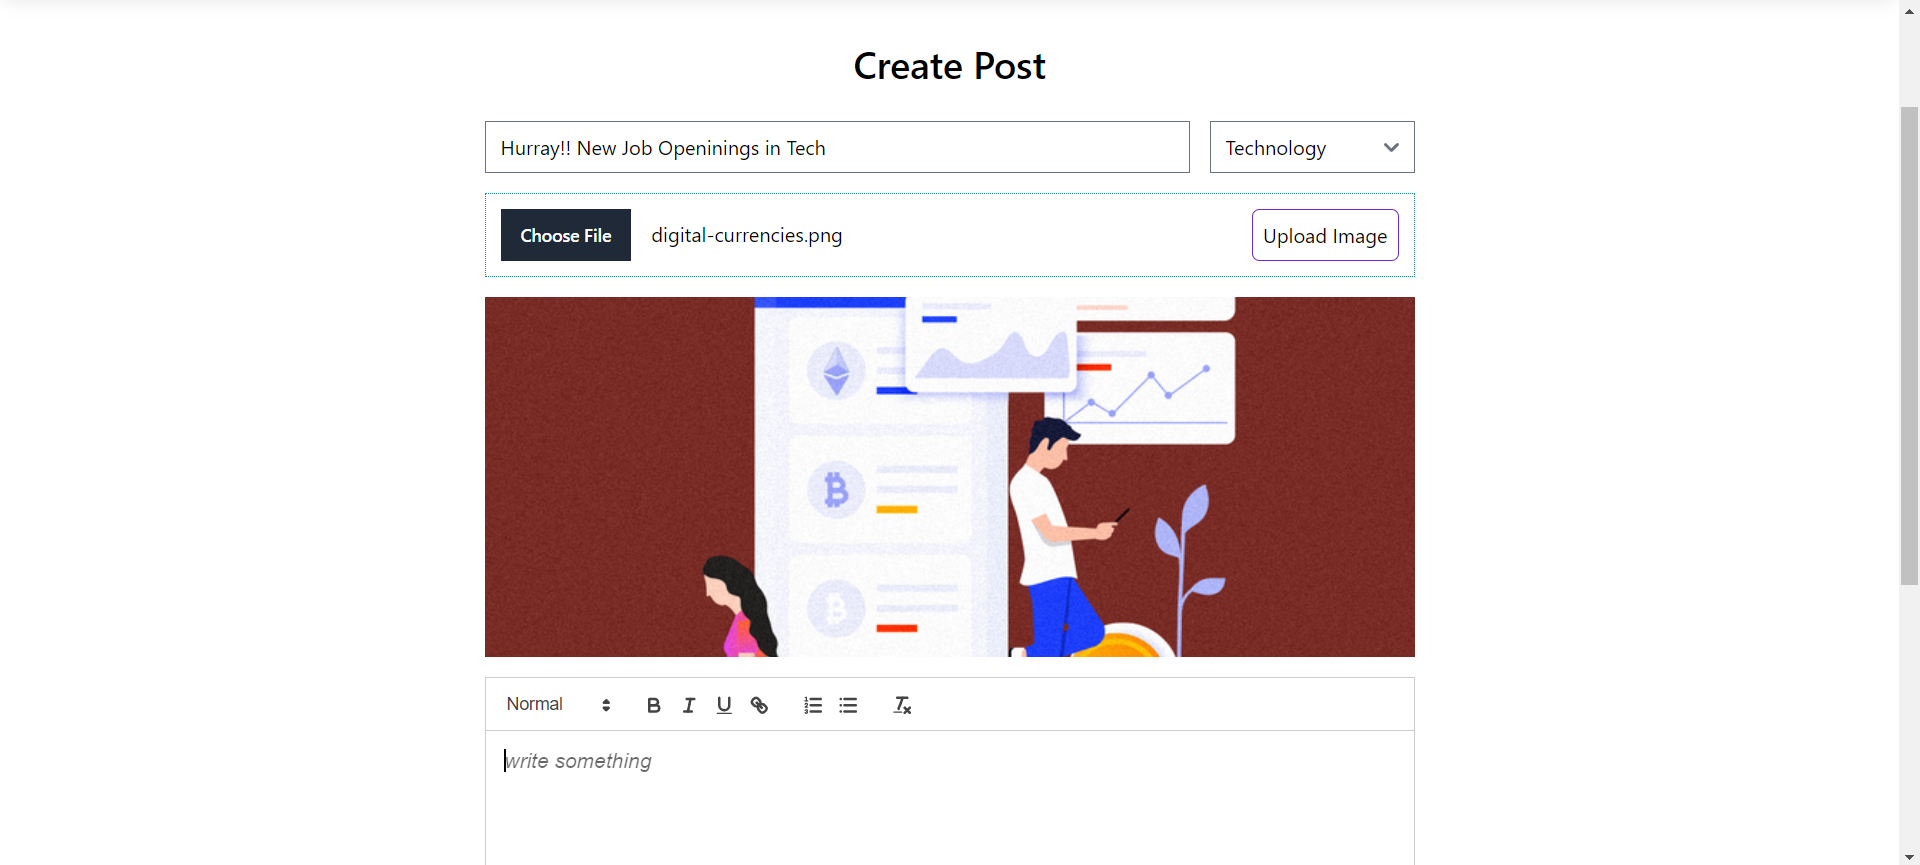 Create Post
Hurray!! New Job Openinings in Tech
Technology
Choose File
digital-currencies.png
Upload Image
Normal
write something